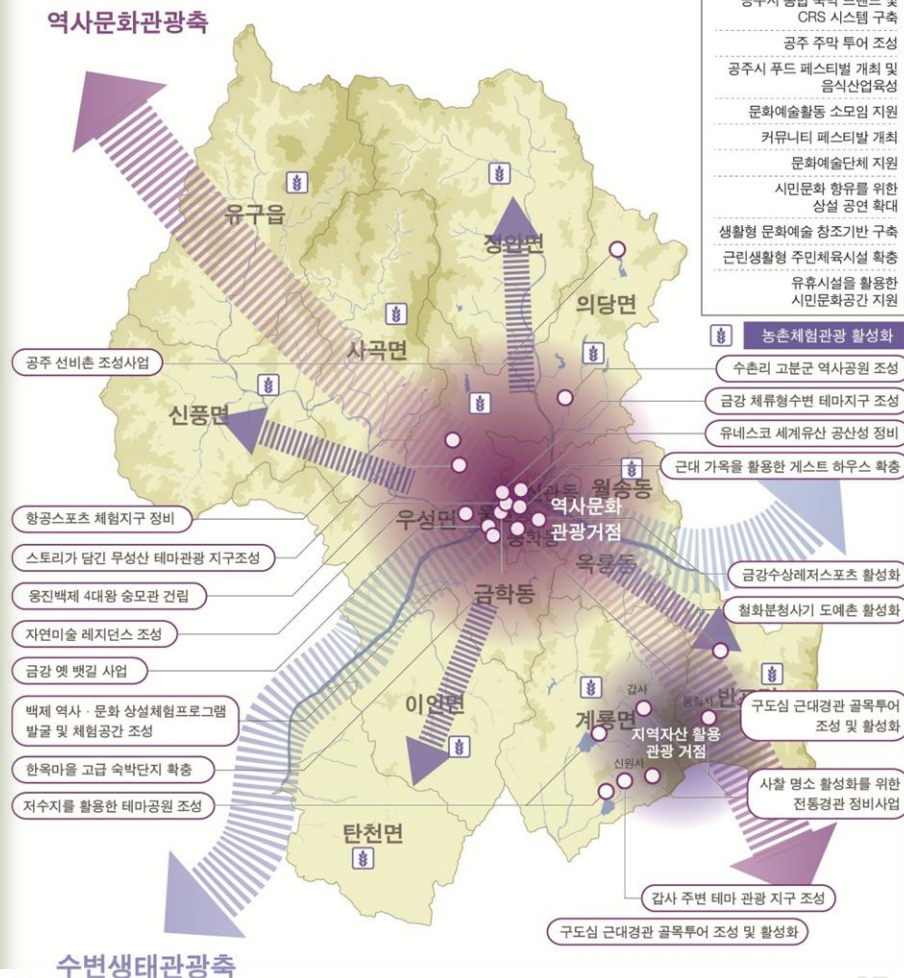 역사문화관광축
CRS 시스템 구축
공주 주막 투어 조성
공주시 푸드 페스티벌 개최 및
음식산업육성
문화예술활동 소모임 지원
커뮤니티 페스티발 개최
문화예술단체 지원
시민문화 향유를 위한
상설 공연 확대
생활형 문화예술 창조기반 구축
근린생활형 주민체육시설 확충
유휴시설을 활용한
시민문화공간 지원
농촌체험관광 활성화
유구읍
정안면
의당면
사곡면
신풍면
공주 선비촌 조성사업
수촌리 고분군 역사공원 조성
금강 체류형수변 테마지구 조성
유네스코 세계유산 공산성 정비
근대 가옥을 활용한 게스트 하우스 확충
월송동
우성면
역사문화
관광거점
옥룡동
금학동
항공스포츠 체험지구 정비
스토리가 담긴 무성산 테마관광 지구조성
웅진백제 4대왕 숭모관 건립
자연미술 레지던스 조성
금강 옛 뱃길 사업
백제 역사 · 문화 상설체험프로그램
발굴 및 체험공간 조성
한옥마을 고급 숙박단지 확충
저수지를 활용한 테마공원 조성
금강수상레저스포츠 활성화
철화분청사기 도예촌 활성화
구도심 근대경관 골목투어
조성 및 활성화
사찰 명소 활성화를 위한
전통경관 정비사업
이인면
계룡면
갑사
지역자산 활용
관광 거점
신원사
탄천면
갑사 주변 테마 관광 지구 조성
구도심 근대경관 골목투어 조성 및 활성화
수변생태관광축